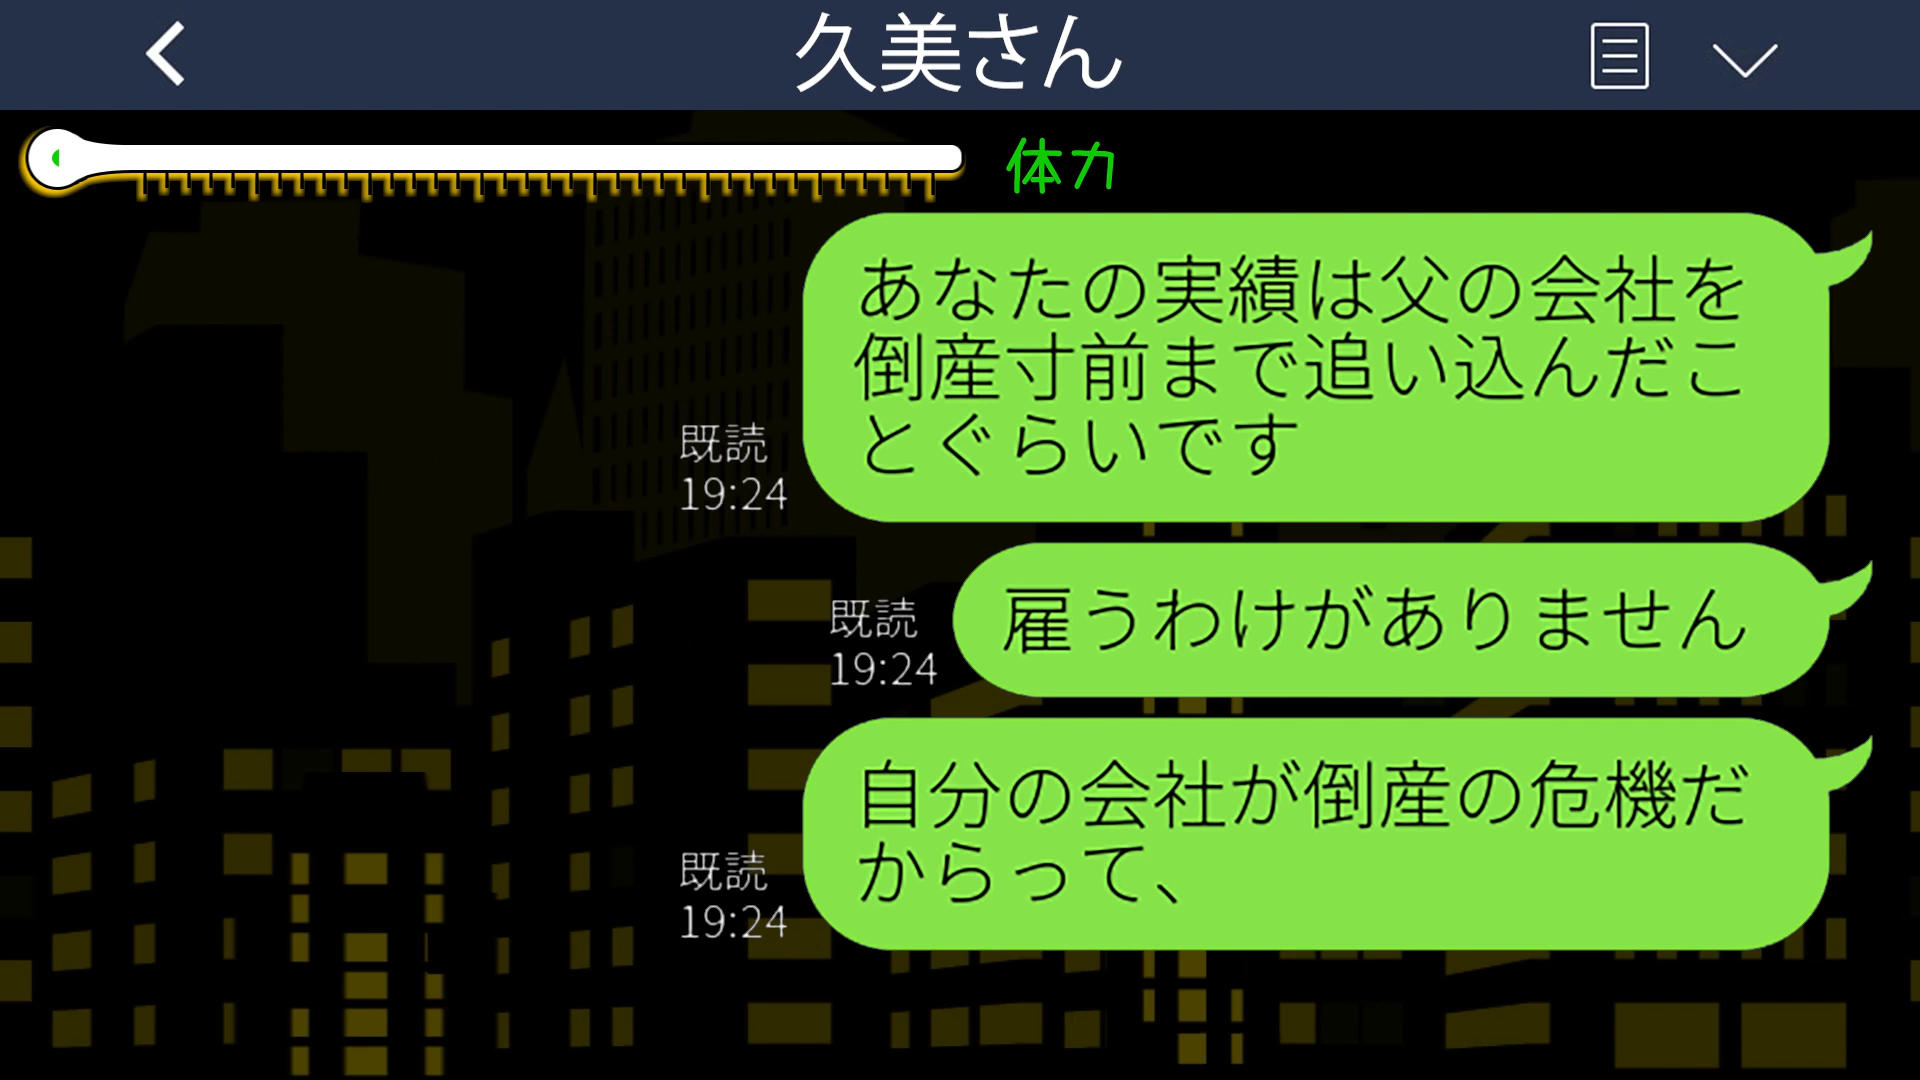 久美さん
体力
あなたの実績は父の会社を
倒産寸前まで追い込んだこ
とぐらいです
既読
19:24
雇うわけがありません
既読
19:24
自分の会社が倒産の危機だ
からって、
既読
19:24